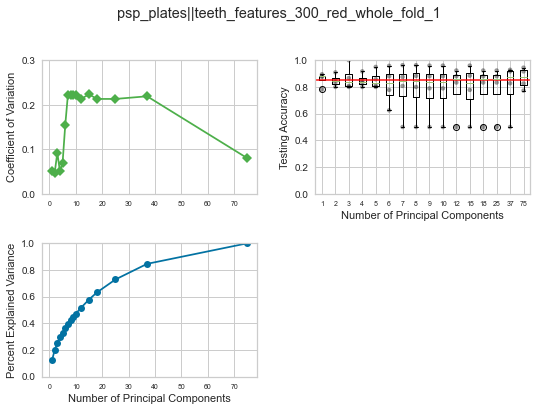 psp_plates||teeth_features_300_red_whole_fold_1
Coefficient of Variation
0.3
0.2
0.1
0.0
0 10 20 30 40 50 60 70
Testing Accuracy
1.0
0.8
0.6
0.4
0.2
0.0
1 2 3 4 5 6 7 8 9 10 12 15 18 25 37 75
Number of Principal Components
Percent Explained Variance
1.0
0.8
0.6
0.4
0.2
0.0
0 10 20 30 40 50 60 70
Number of Principal Components